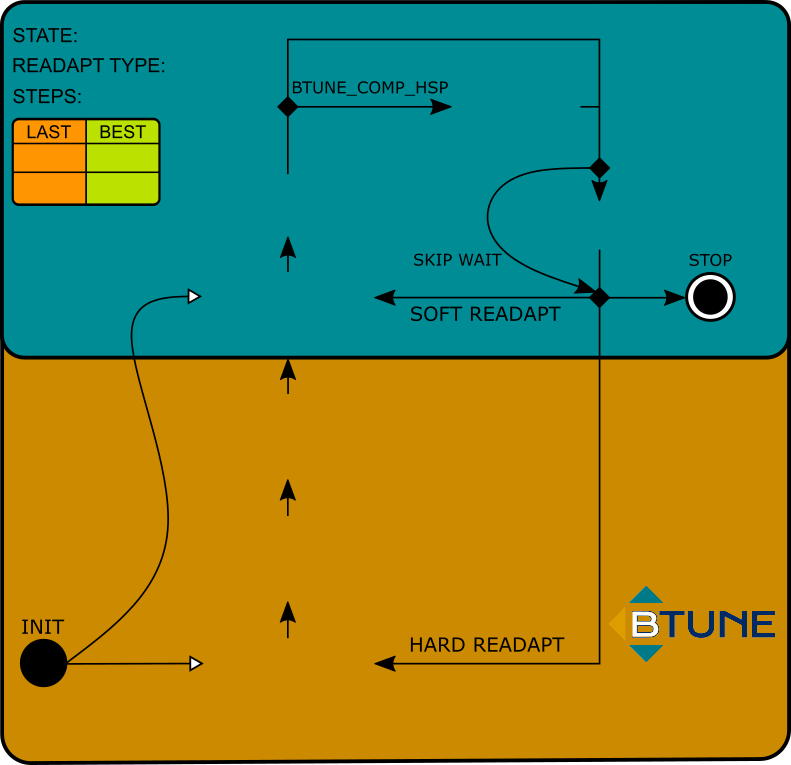 STATE:
READAPT TYPE:
STEPS:
LAST BEST
BTUNE_COMP_HSP
SKIP WAIT
STOP
SOFT READAPT
INIT
HARD READAPT
BTUNE